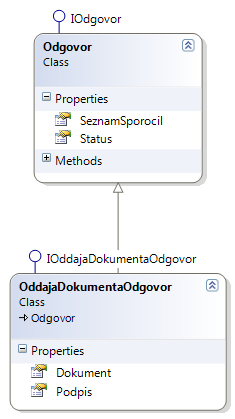 IOdgovor
Odgovor
Class
Properties
SeznamSporocil
Status
Methods
IOddajaDokumentaOdgovor
OddajaDokumentaOdgovor
Class
Odgovor
Properties
Dokument
Podpis